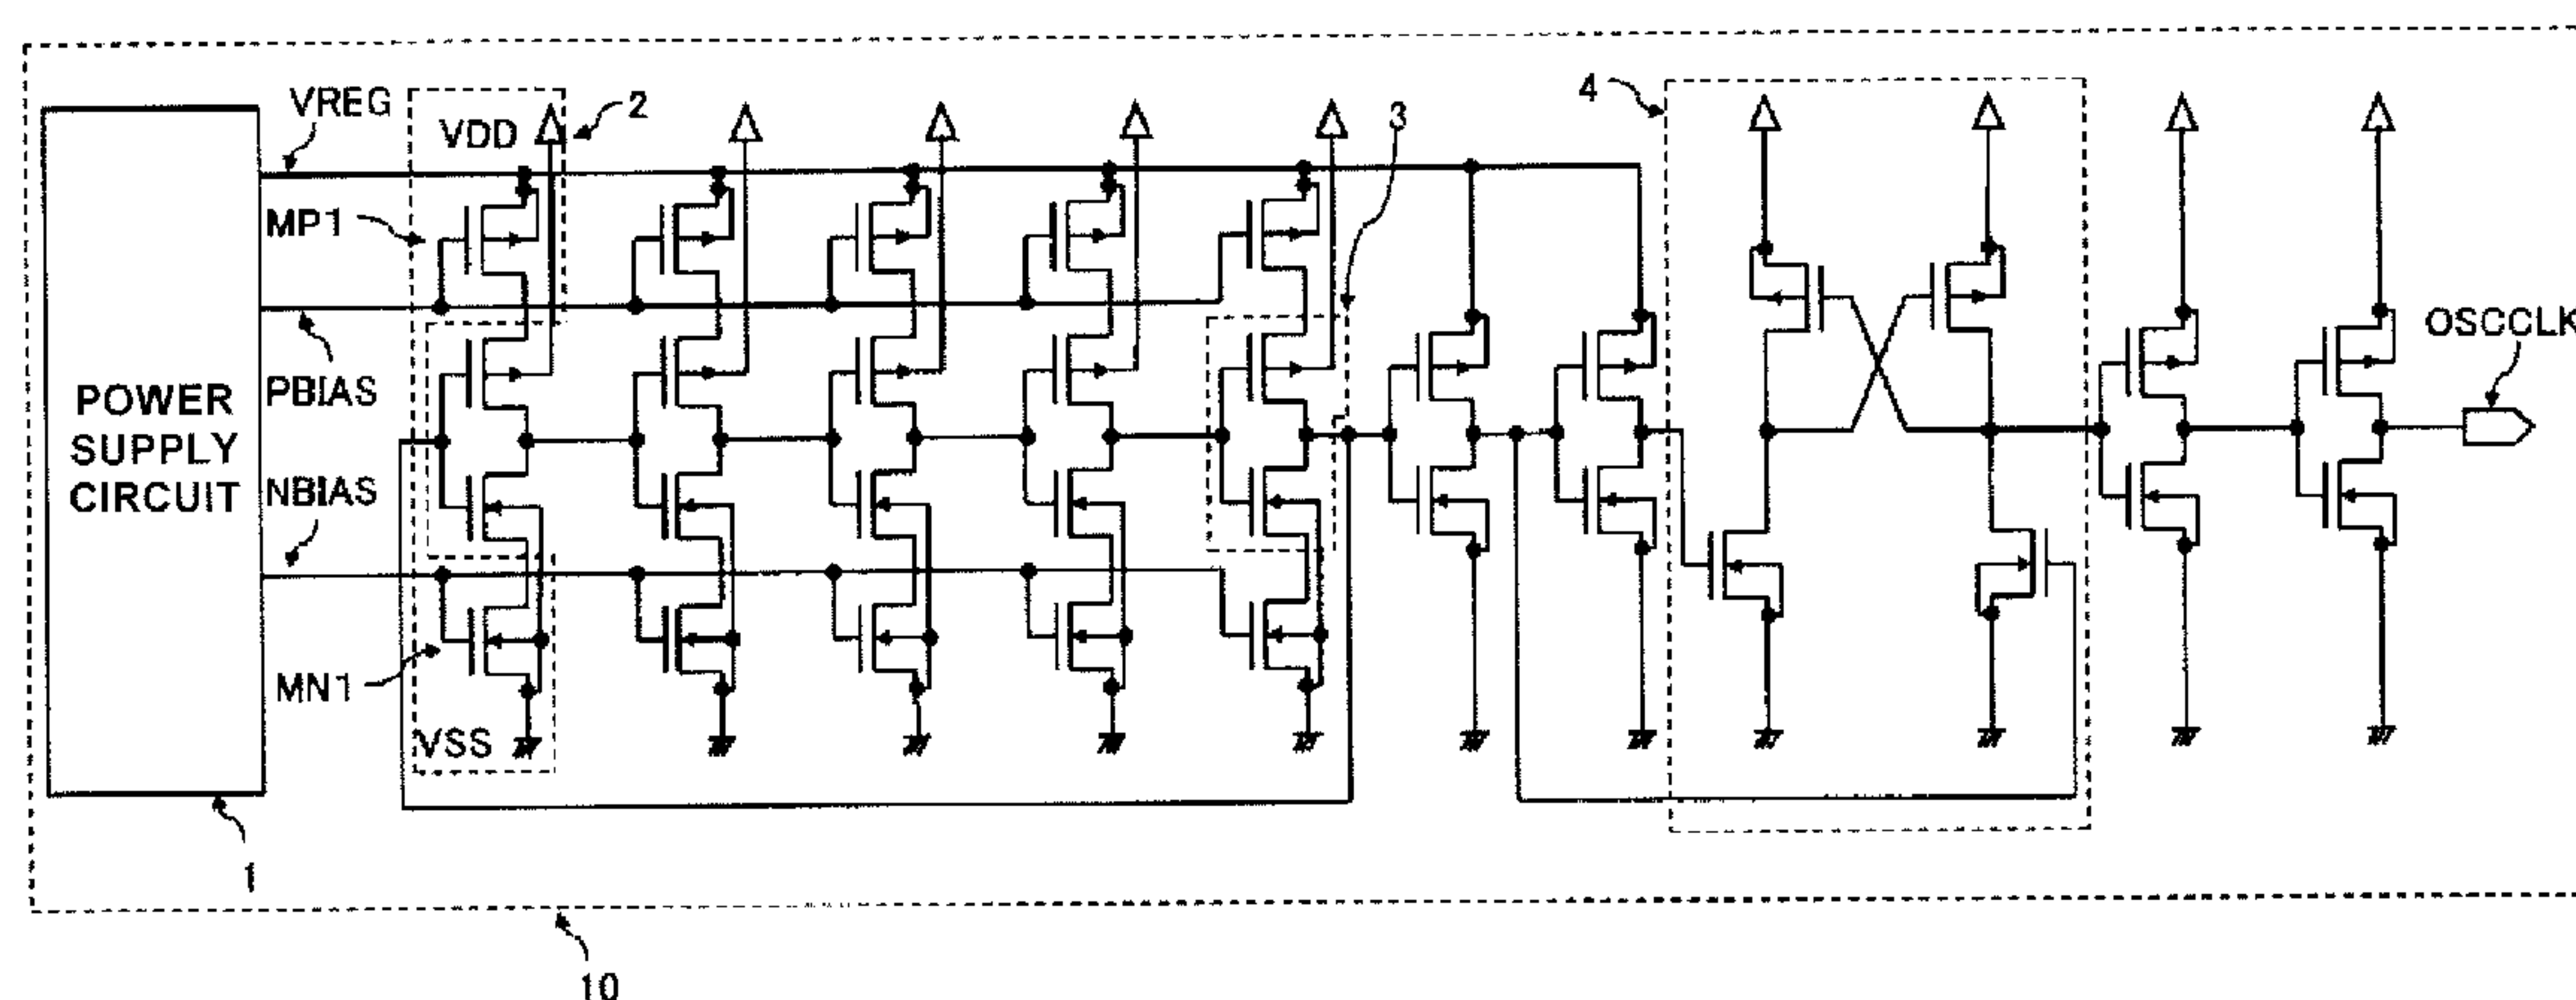 VREG
VDD
2
3
4
MP1
OSCCLK
PBIAS
POWER
SUPPLY
CIRCUIT
NBIAS
MN1
VSS
1
10